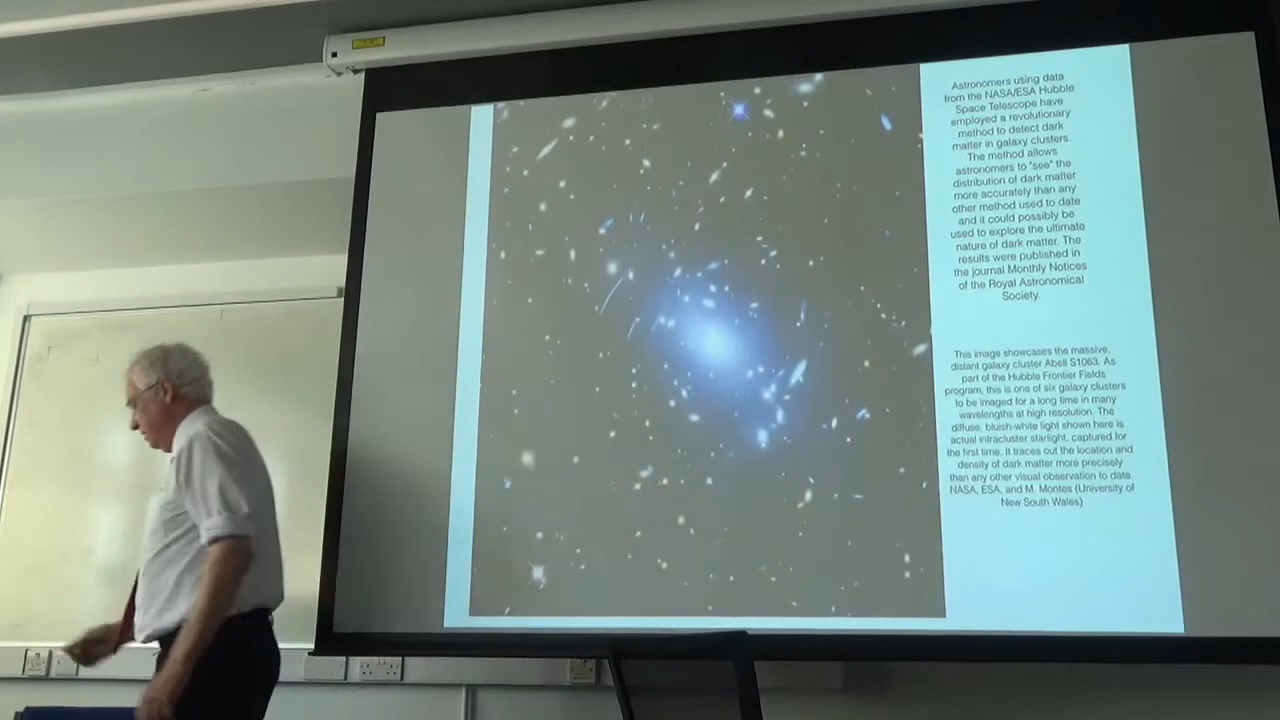 Astronomers using data
from the NASA/ESA Hubble
Space Telescope have
employed a revolutionary
method to detect dark
matter in galaxy clusters.
The method allows
astronomers to "see" the
distribution of dark matter
more accurately than any
other method used to date
and it could possibly be
used to explore the ultimate
nature of dark matter. The
results were published in
the journal Monthly Notices
of the Royal Astronomical
Society.
This image showcases the massive,
distant galaxy cluster Abell S1063. As
part of the Hubble Frontier Fields
program, this is one of six galaxy clusters
to be imaged for a long time in many
wavelengths at high resolution. The
diffuse, bluish-white light shown here is
actual intracluster starlight, captured for
the first time. It traces out the location and
density of dark matter more precisely
than any other visual observation to date.
NASA, ESA, and M. Montes (University of
New South Wales)